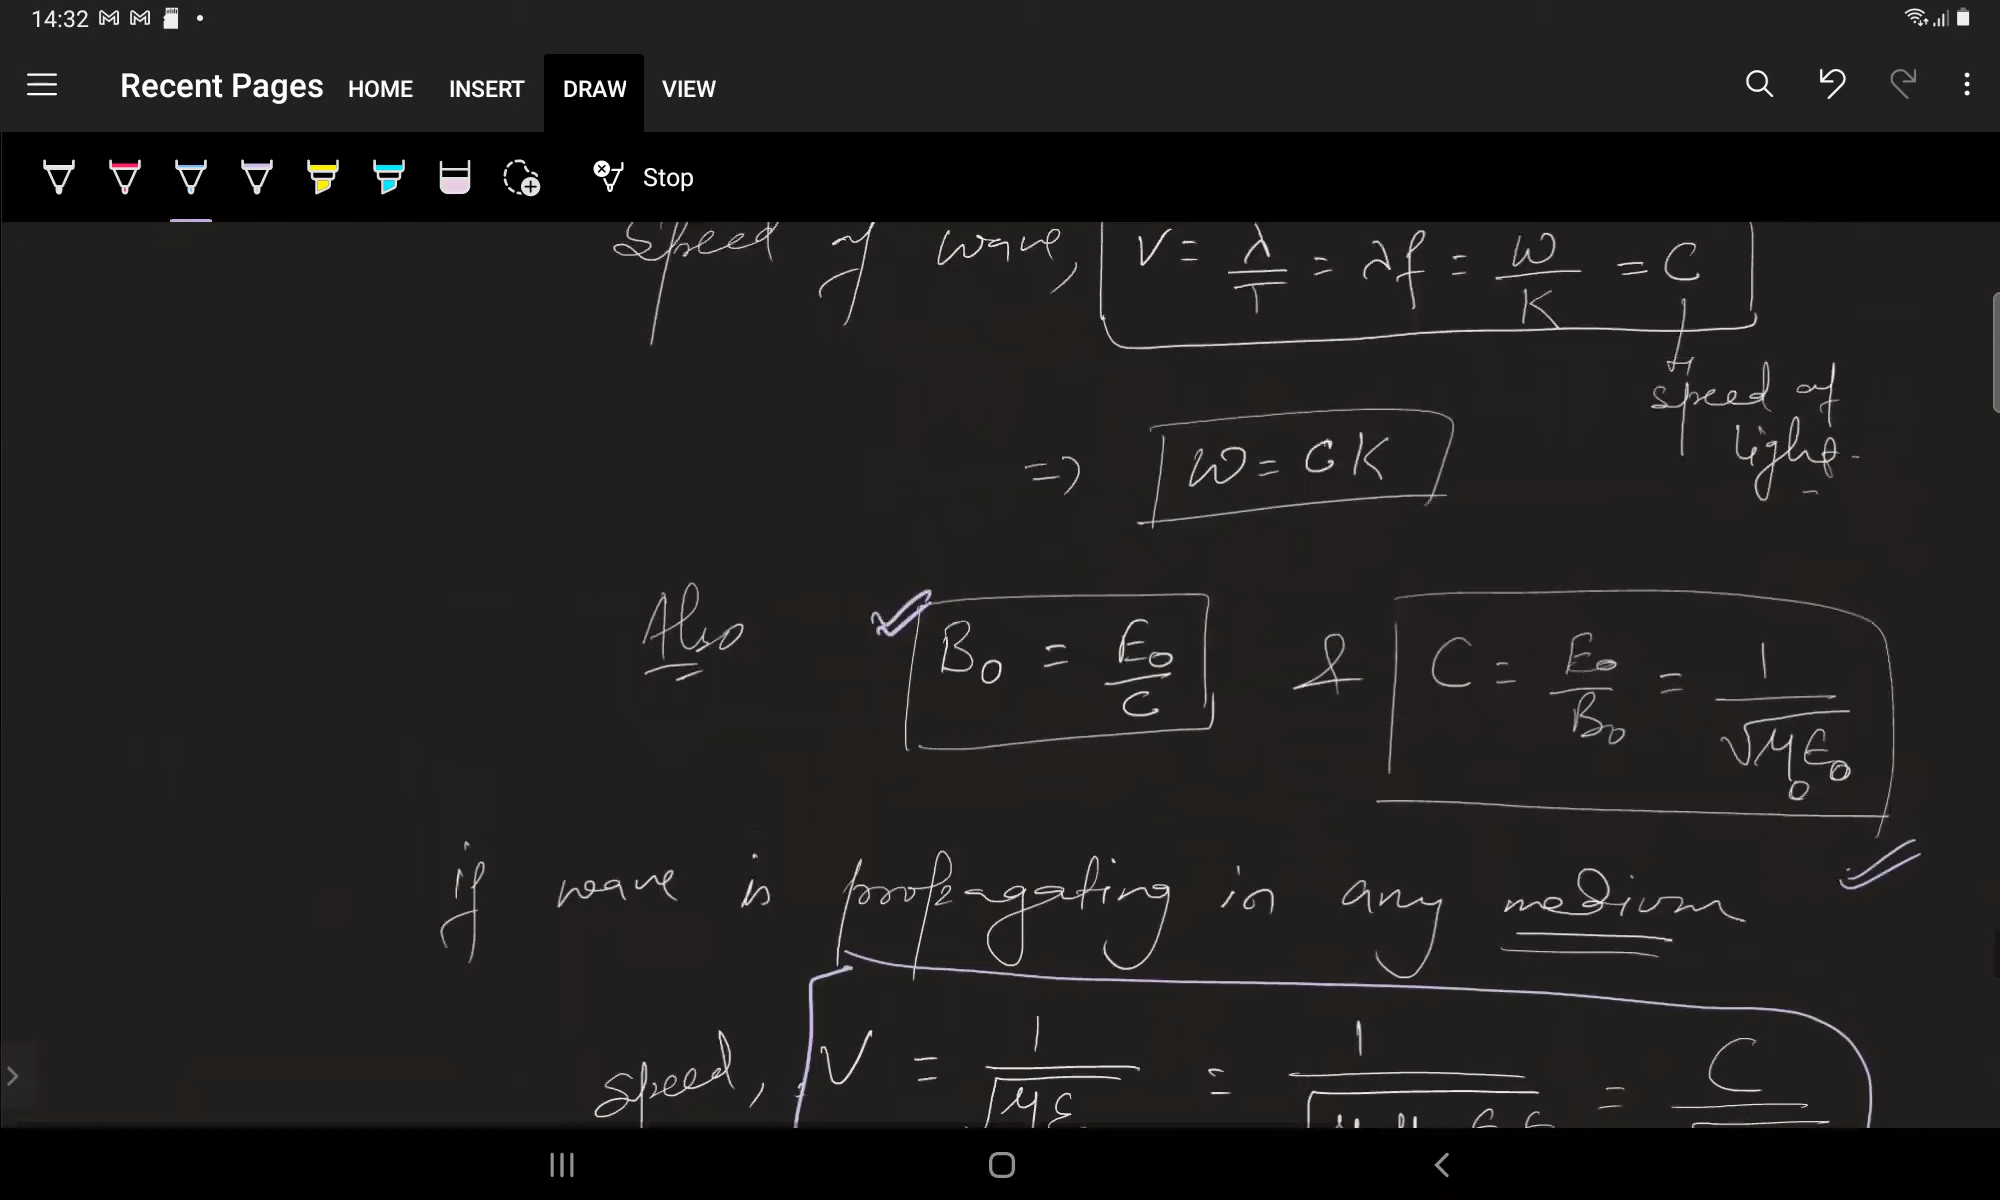 14:32
Recent Pages HOME INSERT DRAW VIEW
Stop
Speed of wave, V = λ/T = λf = ω/K = C
speed of
light.
=> ω = CK
Also B₀ = E₀/C & C = E₀/B₀ = 1/√μ₀ε₀
if wave is propagating in any medium
speed, V = 1/√με = 1/ = C/